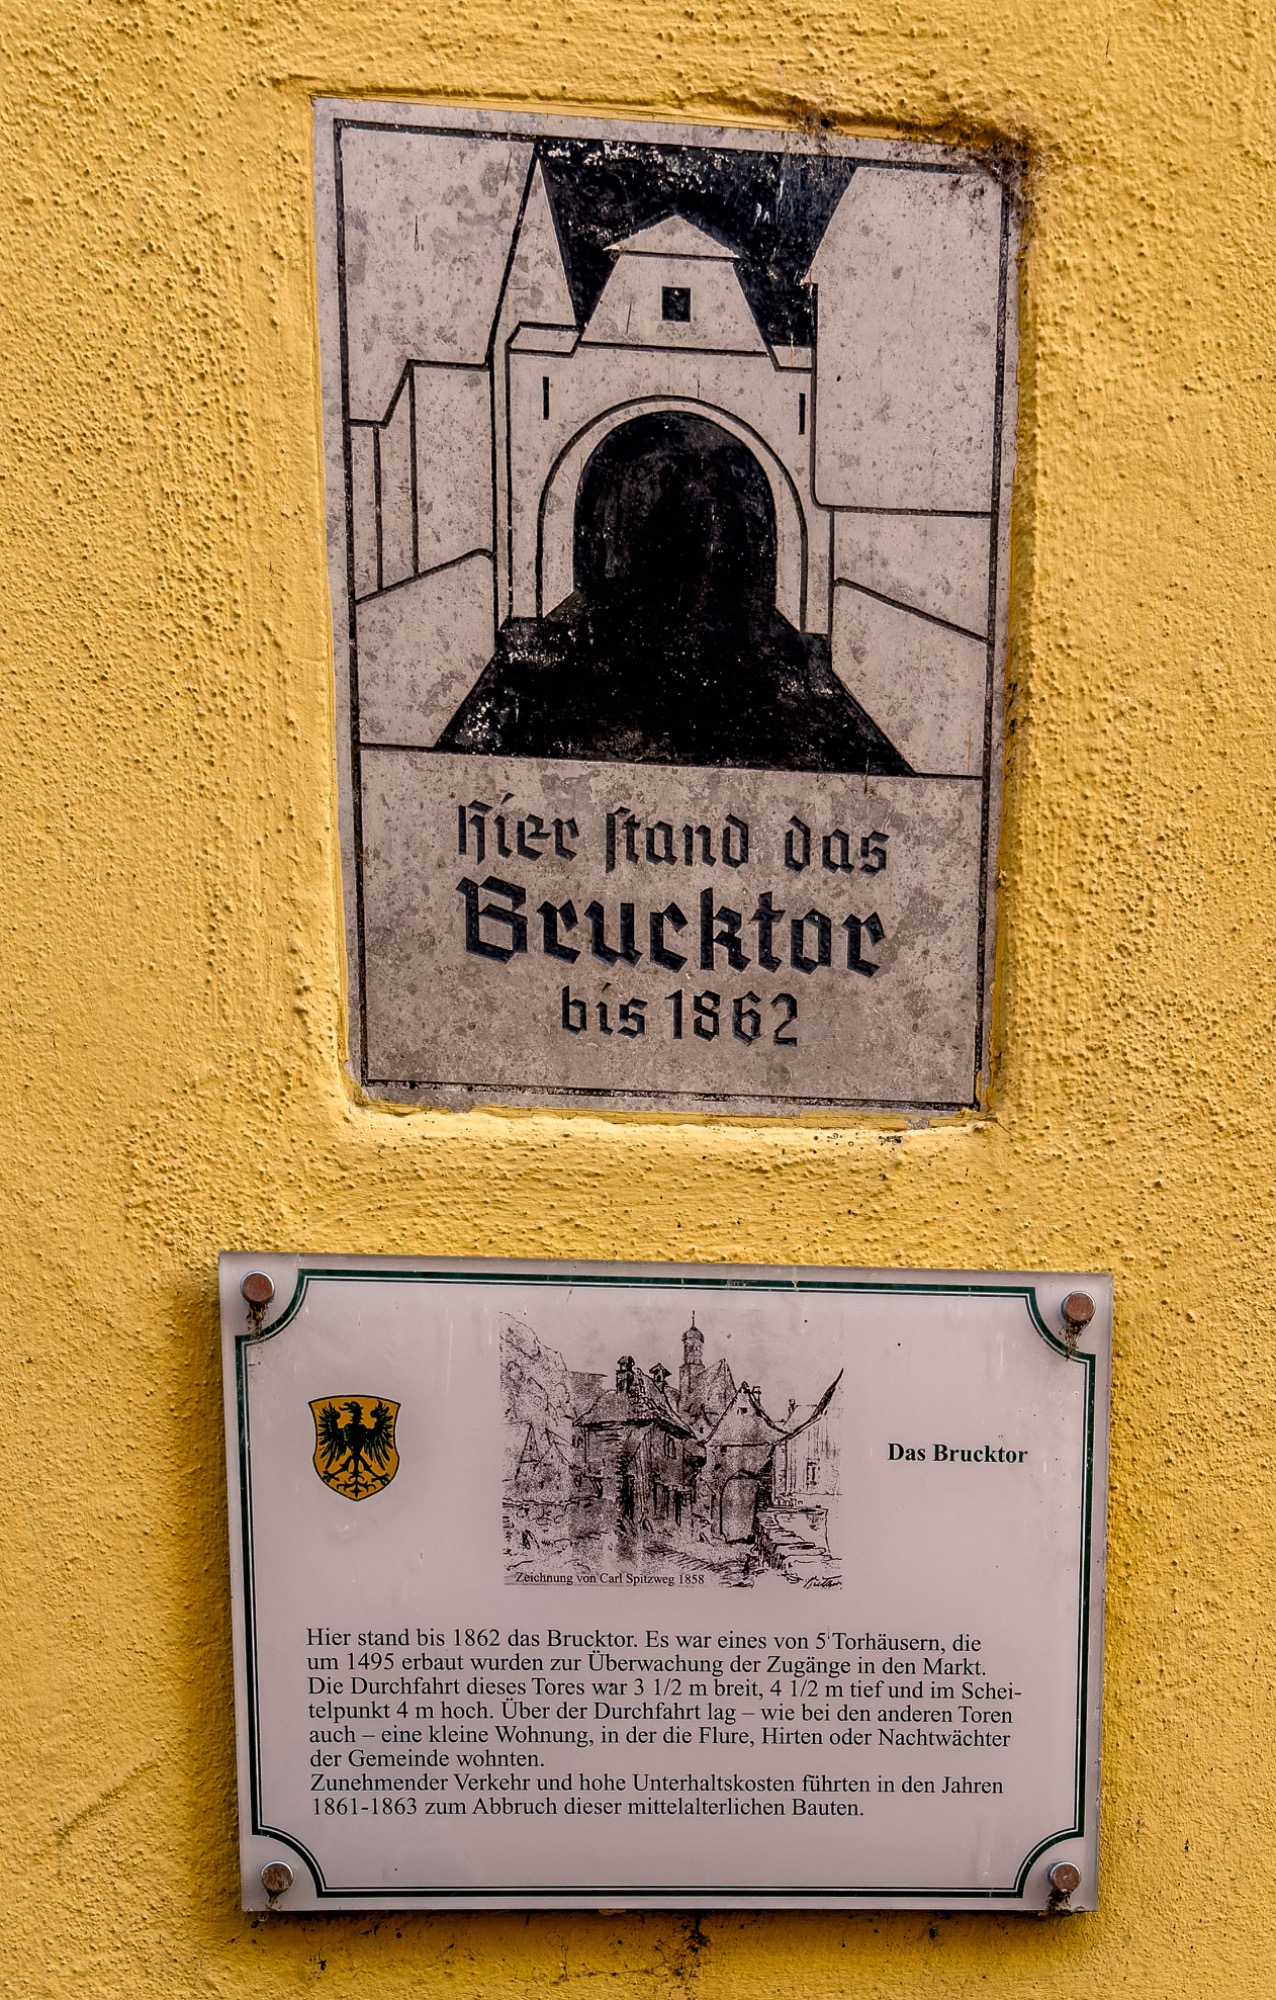 Hier stand das
Brucktor
bis 1862
Das Brucktor
Zeichnung von Carl Spitzweg 1858
Hier stand bis 1862 das Brucktor. Es war eines von 5 Torhäusern, die
um 1495 erbaut wurden zur Überwachung der Zugänge in den Markt.
Die Durchfahrt dieses Tores war 3 1/2 m breit, 4 1/2 m tief und im Schei-
telpunkt 4 m hoch. Über der Durchfahrt lag – wie bei den anderen Toren
auch – eine kleine Wohnung, in der die Flure, Hirten oder Nachtwächter
der Gemeinde wohnten.
Zunehmender Verkehr und hohe Unterhaltskosten führten in den Jahren
1861-1863 zum Abbruch dieser mittelalterlichen Bauten.